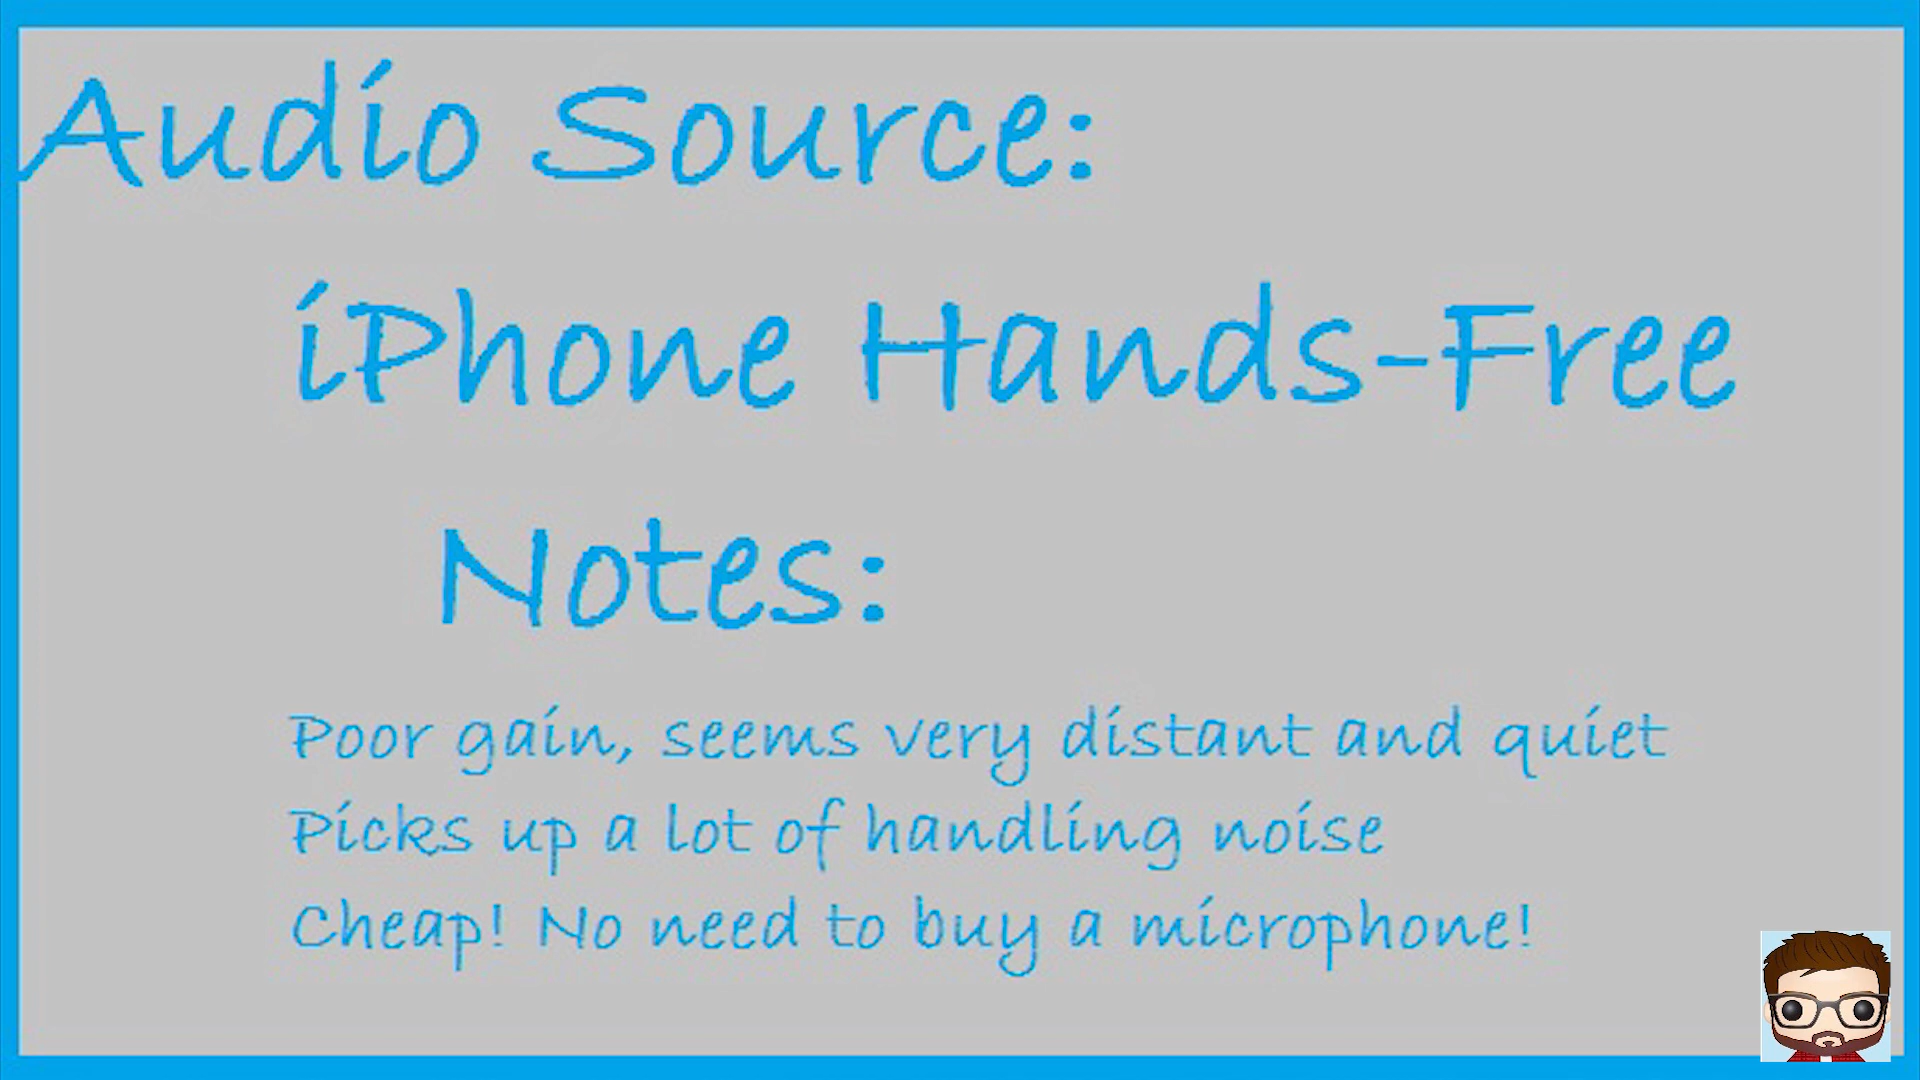 Audio Source:
iPhone Hands-Free
Notes:
Poor gain, seems very distant and quiet
Picks up a lot of handling noise
Cheap! No need to buy a microphone!